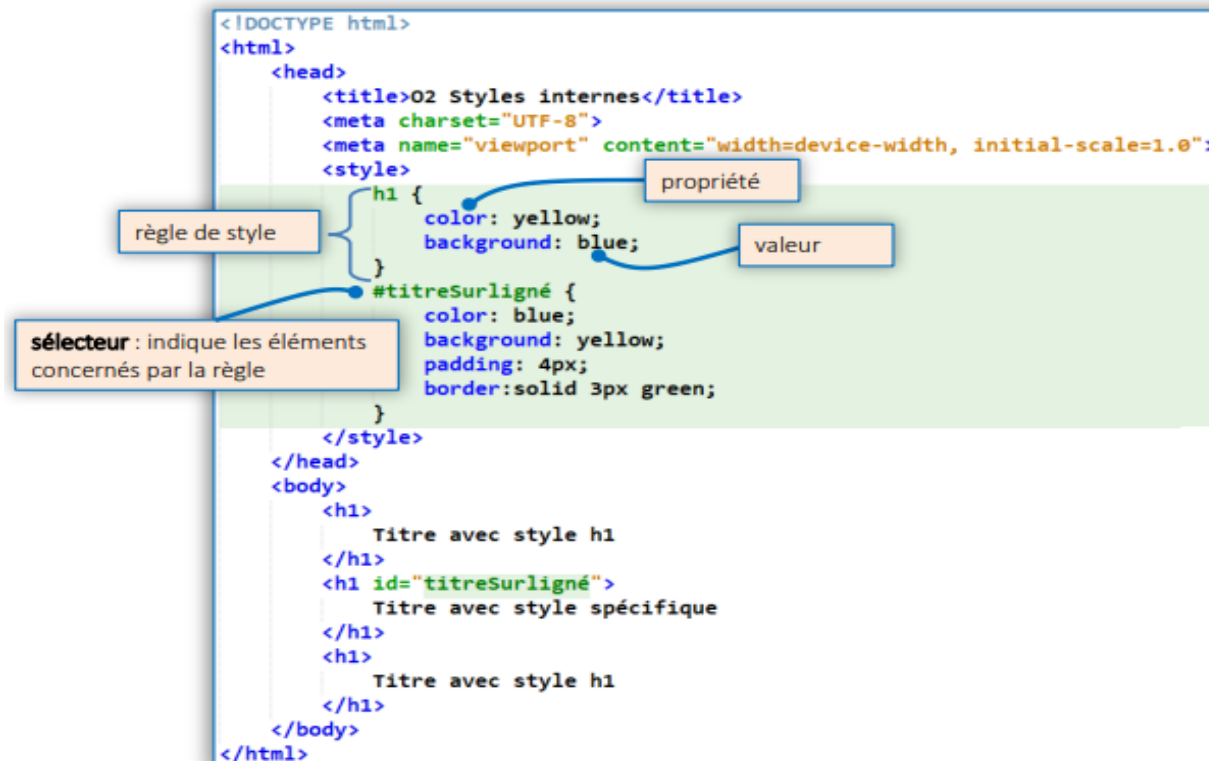 <!DOCTYPE html>
<html>
<head>
<title>O2 Styles internes</title>
<meta charset="UTF-8">
<meta name="viewport" content="width=device-width, initial-scale=1.0">
<style>
propriété
h1 {
règle de style
color: yellow;
background: blue;
valeur
}
#titreSurligné {
color: blue;
sélecteur : indique les éléments
concernés par la règle
background: yellow;
padding: 4px;
border:solid 3px green;
}
</style>
</head>
<body>
<h1>
Titre avec style h1
</h1>
<h1 id="titreSurligné">
Titre avec style spécifique
</h1>
<h1>
Titre avec style h1
</h1>
</body>
</html>